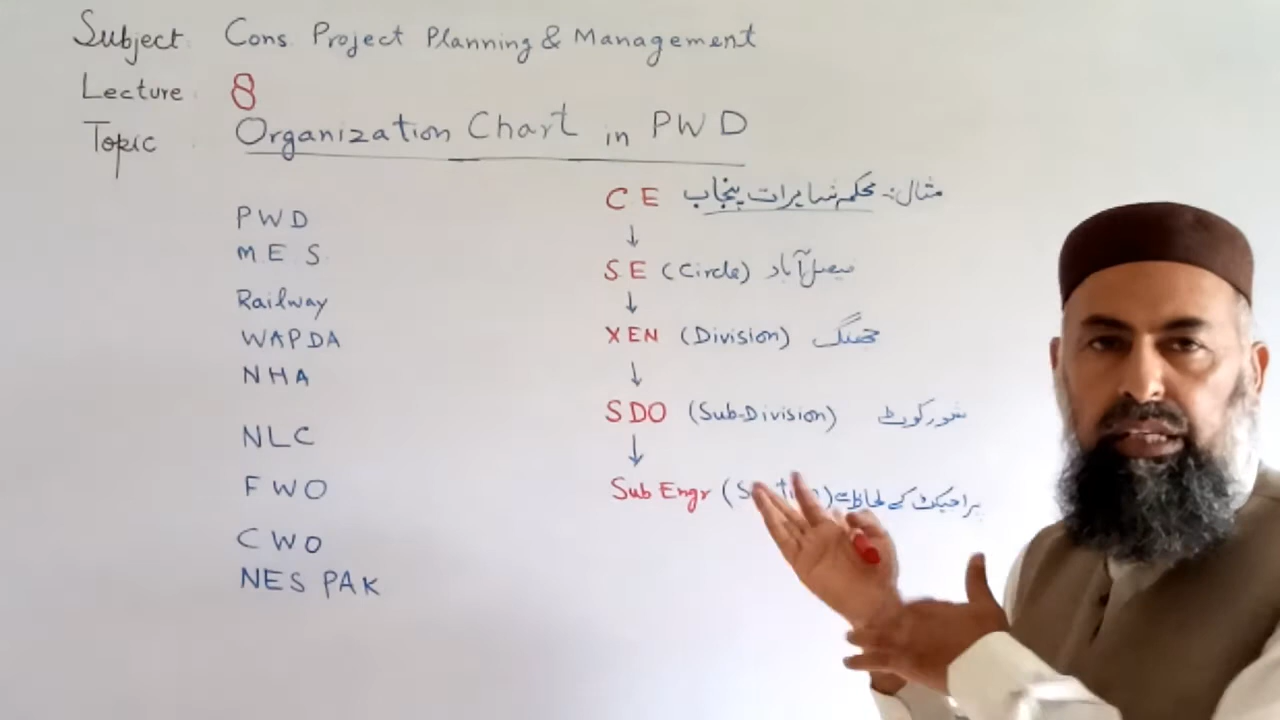 Subject: Cons Project Planning & Management
Lecture 8
Topic Organization Chart in PWD
PWD
MES
Railway
WAPDA
NHA
NLC
FWO
CWO
NES PAK
CE مثال:- محکمہ شاہرات پنجاب
↓
SE (Circle) فیصل آباد
↓
XEN (Division) جھنگ
↓
SDO (Sub-Division) شورکوٹ
↓
Sub Engr پراجیکٹ کے لحاظ سے